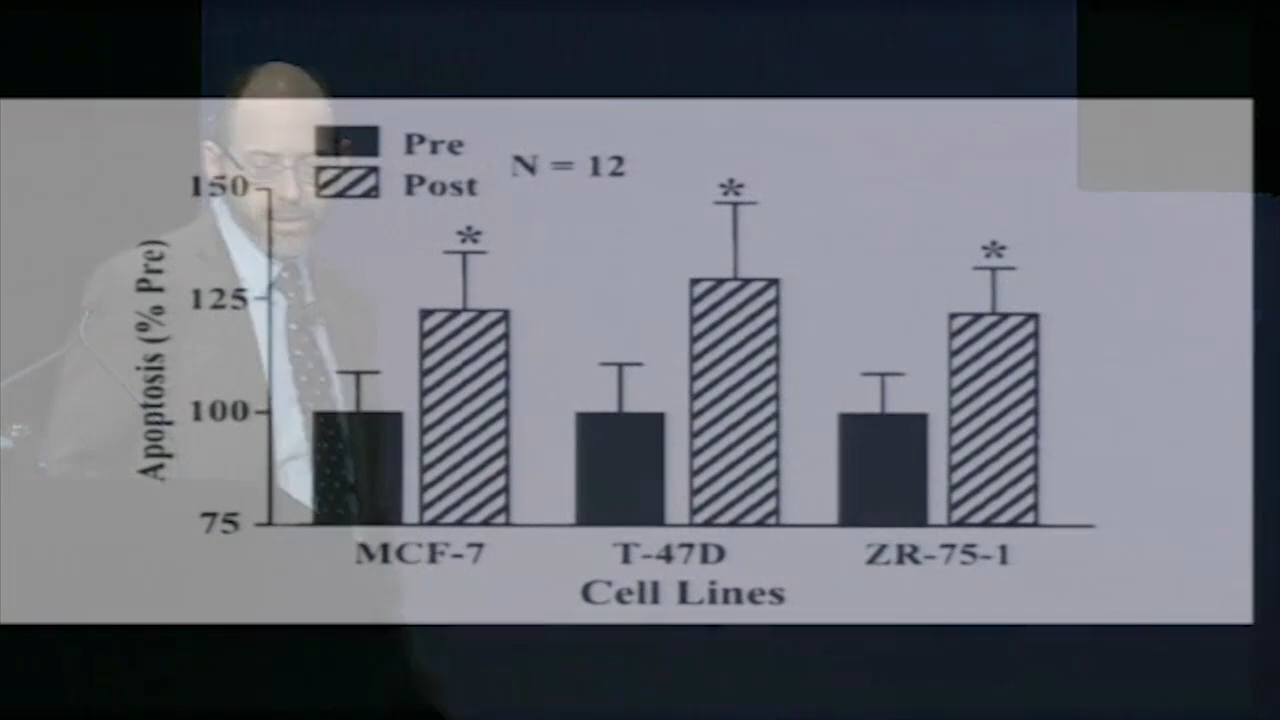 Pre
Post
N = 12
150
125
100
75
Apoptosis (% Pre)
* * *
MCF-7 T-47D ZR-75-1
Cell Lines